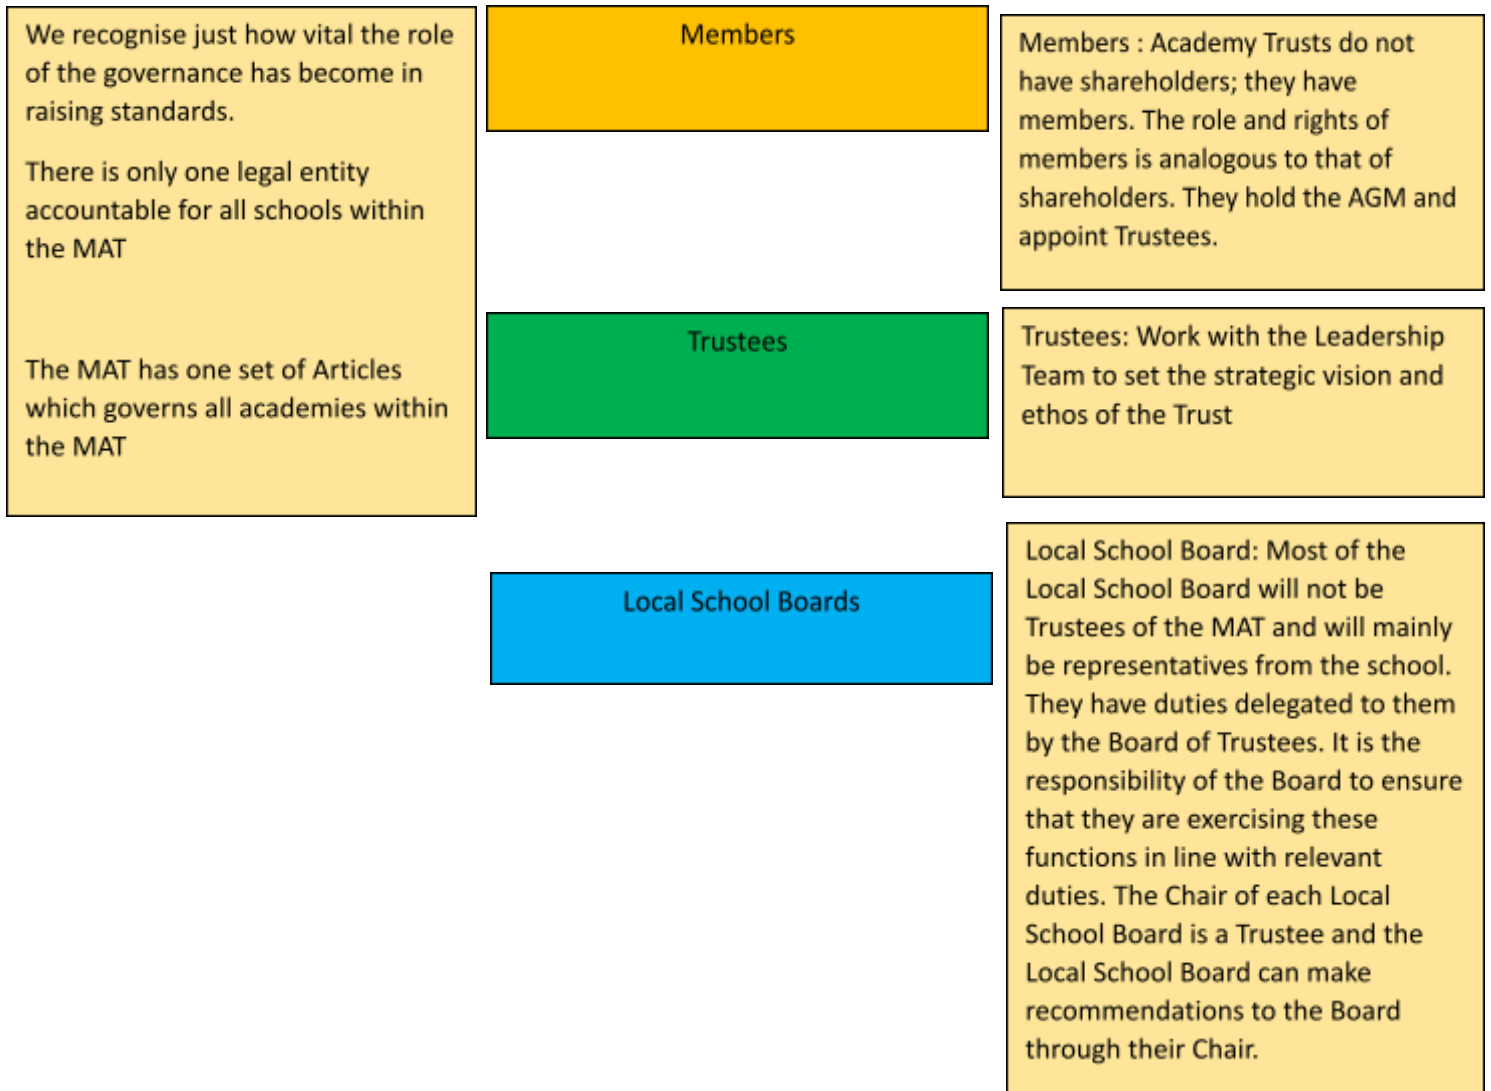 We recognise just how vital the role
of the governance has become in
raising standards.
There is only one legal entity
accountable for all schools within
the MAT
The MAT has one set of Articles
which governs all academies within
the MAT
Members
Members : Academy Trusts do not
have shareholders; they have
members. The role and rights of
members is analogous to that of
shareholders. They hold the AGM and
appoint Trustees.
Trustees
Trustees: Work with the Leadership
Team to set the strategic vision and
ethos of the Trust
Local School Boards
Local School Board: Most of the
Local School Board will not be
Trustees of the MAT and will mainly
be representatives from the school.
They have duties delegated to them
by the Board of Trustees. It is the
responsibility of the Board to ensure
that they are exercising these
functions in line with relevant
duties. The Chair of each Local
School Board is a Trustee and the
Local School Board can make
recommendations to the Board
through their Chair.